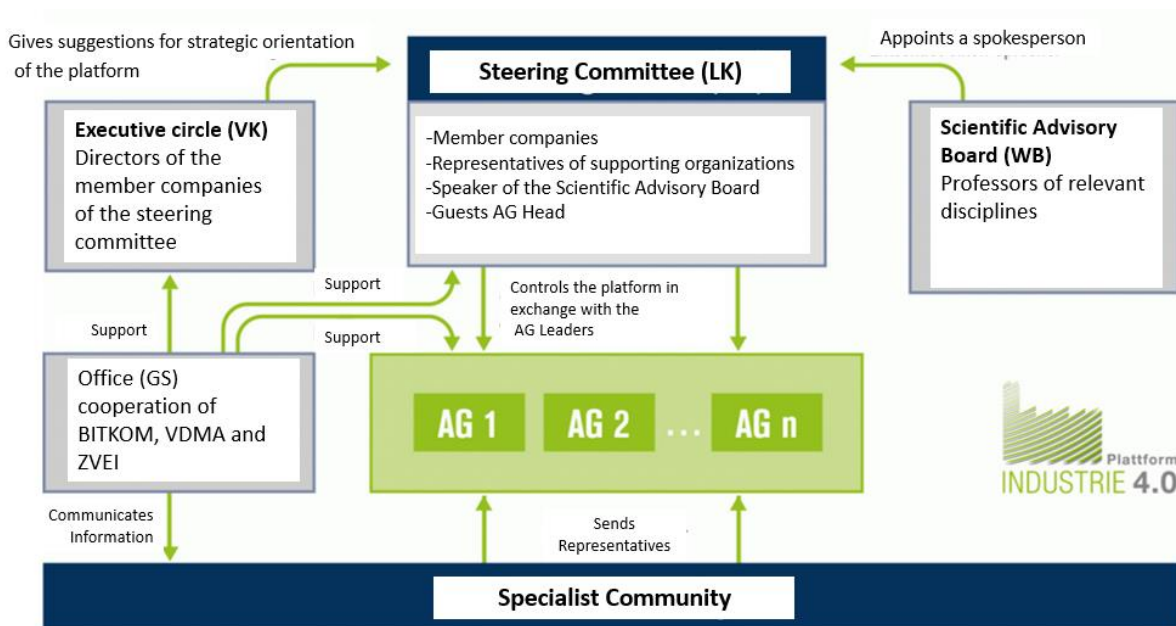 Gives suggestions for strategic orientation
of the platform
Steering Committee (LK)
Appoints a spokesperson
Executive circle (VK)
Directors of the
member companies
of the steering
committee
-Member companies
-Representatives of supporting organizations
-Speaker of the Scientific Advisory Board
-Guests AG Head
Scientific Advisory
Board (WB)
Professors of relevant
disciplines
Support
Support
Support
Controls the platform in
exchange with the
AG Leaders
Office (GS)
cooperation of
BITKOM, VDMA and
ZVEI
AG 1
AG 2
...
AG n
Plattform
INDUSTRIE 4.0
Communicates
Information
Sends
Representatives
Specialist Community